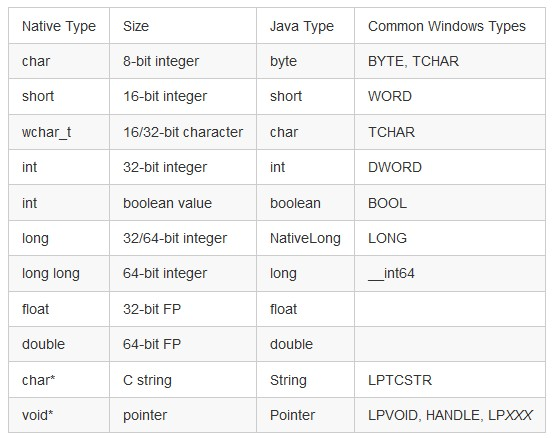 Native Type Size Java Type Common Windows Types
char 8-bit integer byte BYTE, TCHAR
short 16-bit integer short WORD
wchar_t 16/32-bit character char TCHAR
int 32-bit integer int DWORD
int boolean value boolean BOOL
long 32/64-bit integer NativeLong LONG
long long 64-bit integer long __int64
float 32-bit FP float
double 64-bit FP double
char* C string String LPTCSTR
void* pointer Pointer LPVOID, HANDLE, LPXXX